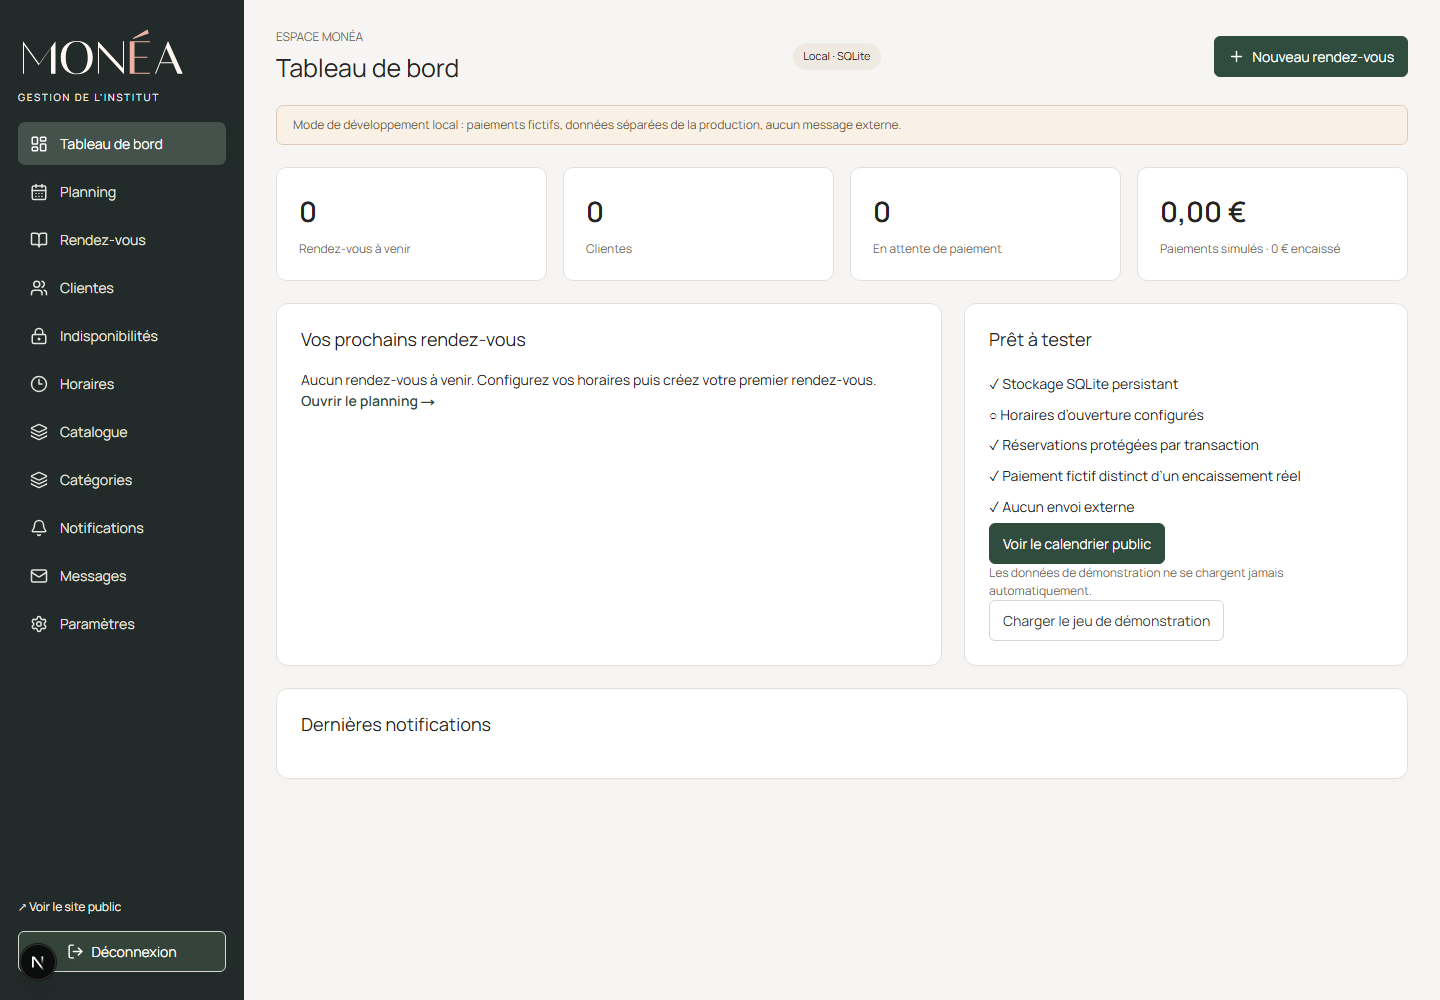 MONÉA
GESTION DE L'INSTITUT
Tableau de bord
Planning
Rendez-vous
Clientes
Indisponibilités
Horaires
Catalogue
Catégories
Notifications
Messages
Paramètres
↗ Voir le site public
Déconnexion
N
ESPACE MONÉA
Tableau de bord
Local · SQLite
+ Nouveau rendez-vous
Mode de développement local : paiements fictifs, données séparées de la production, aucun message externe.
0
Rendez-vous à venir
0
Clientes
0
En attente de paiement
0,00 €
Paiements simulés · 0 € encaissé
Vos prochains rendez-vous
Aucun rendez-vous à venir. Configurez vos horaires puis créez votre premier rendez-vous.
Ouvrir le planning →
Prêt à tester
✓ Stockage SQLite persistant
○ Horaires d'ouverture configurés
✓ Réservations protégées par transaction
✓ Paiement fictif distinct d'un encaissement réel
✓ Aucun envoi externe
Voir le calendrier public
Les données de démonstration ne se chargent jamais
automatiquement.
Charger le jeu de démonstration
Dernières notifications